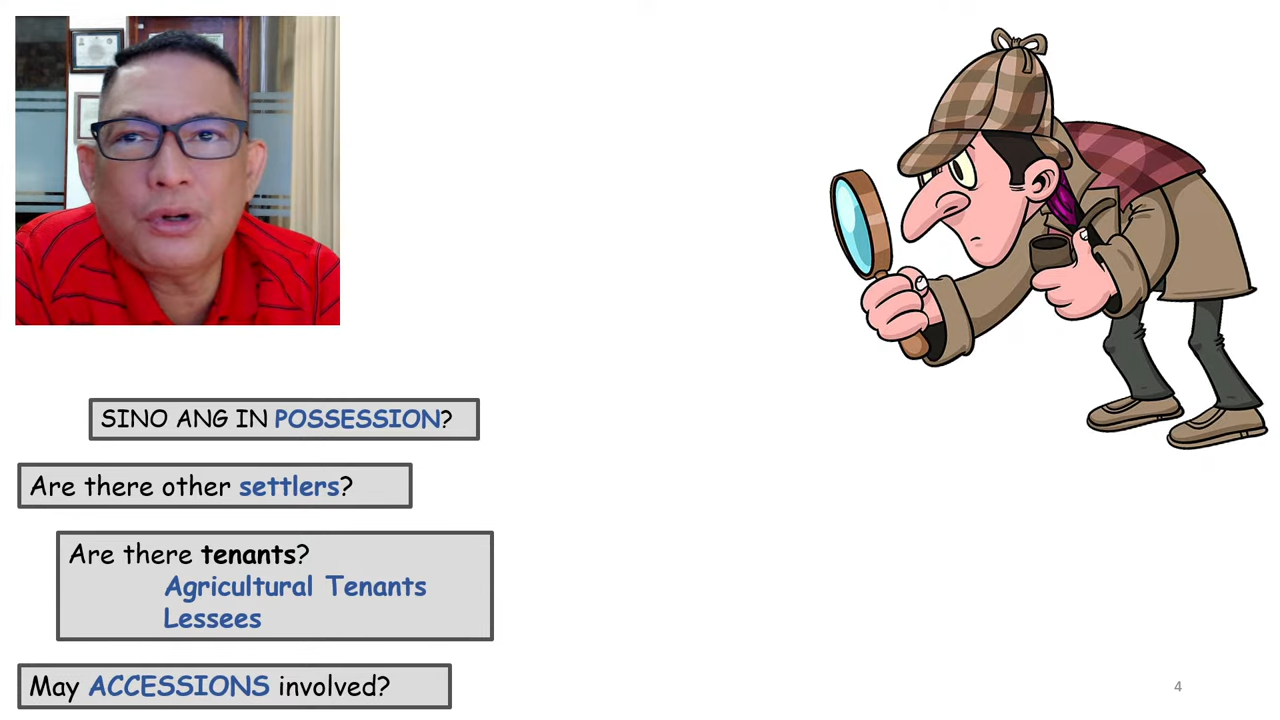 SINO ANG IN POSSESSION?
Are there other settlers?
Are there tenants?
Agricultural Tenants
Lessees
May ACCESSIONS involved?
4